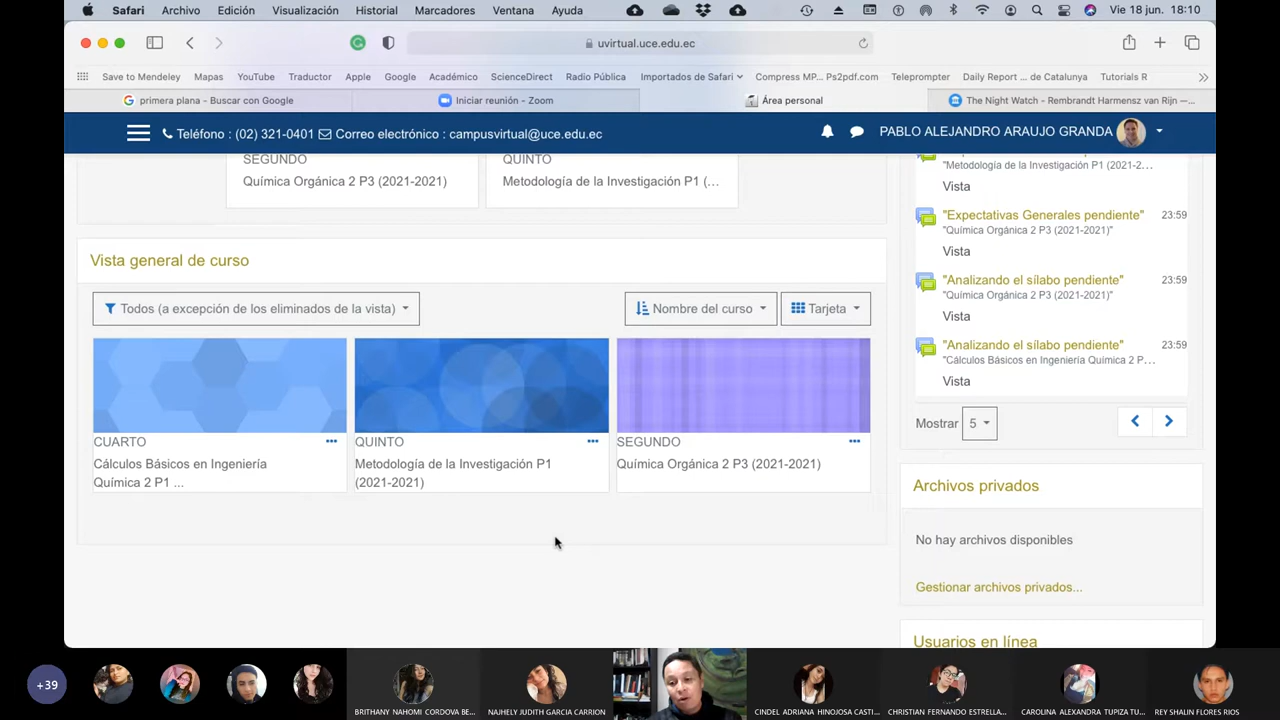 Safari Archivo Edición Visualización Historial Marcadores Ventana Ayuda Vie 18 jun. 18:10
uvirtual.uce.edu.ec
Save to Mendeley Mapas YouTube Traductor Apple Google Académico ScienceDirect Radio Pública Importados de Safari Compress MP... Ps2pdf.com Teleprompter Daily Report ... de Catalunya Tutorials R
primera plana - Buscar con Google Iniciar reunión - Zoom Área personal The Night Watch - Rembrandt Harmensz van Rijn —...
Teléfono : (02) 321-0401 Correo electrónico : campusvirtual@uce.edu.ec PABLO ALEJANDRO ARAUJO GRANDA
SEGUNDO
Química Orgánica 2 P3 (2021-2021)
QUINTO
Metodología de la Investigación P1 (...
Vista general de curso
Todos (a excepción de los eliminados de la vista) Nombre del curso Tarjeta
CUARTO
Cálculos Básicos en Ingeniería
Química 2 P1 ...
QUINTO
Metodología de la Investigación P1
(2021-2021)
SEGUNDO
Química Orgánica 2 P3 (2021-2021)
"Metodología de la Investigación P1 (2021-2...
Vista
"Expectativas Generales pendiente" 23:59
"Química Orgánica 2 P3 (2021-2021)"
Vista
"Analizando el sílabo pendiente" 23:59
"Química Orgánica 2 P3 (2021-2021)"
Vista
"Analizando el sílabo pendiente" 23:59
"Cálculos Básicos en Ingeniería Química 2 P...
Vista
Mostrar 5
Archivos privados
No hay archivos disponibles
Gestionar archivos privados...
Usuarios en línea
+39
BRITHANY NAHOMI CORDOVA BE... NAJHELY JUDITH GARCIA CARRION CINDEL ADRIANA HINOJOSA CASTI... CHRISTIAN FERNANDO ESTRELLA... CAROLINA ALEXANDRA TUPIZA TU... REY SHALIN FLORES RIOS